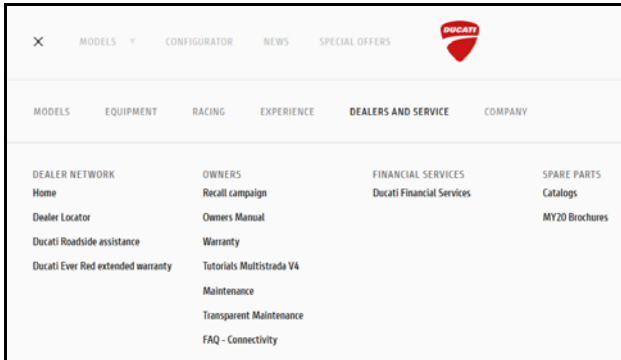 X MODELS ▼ CONFIGURATOR NEWS SPECIAL OFFERS DUCATI
MODELS EQUIPMENT RACING EXPERIENCE DEALERS AND SERVICE COMPANY
DEALER NETWORK
Home
Dealer Locator
Ducati Roadside assistance
Ducati Ever Red extended warranty
OWNERS
Recall campaign
Owners Manual
Warranty
Tutorials Multistrada V4
Maintenance
Transparent Maintenance
FAQ - Connectivity
FINANCIAL SERVICES
Ducati Financial Services
SPARE PARTS
Catalogs
MY20 Brochures